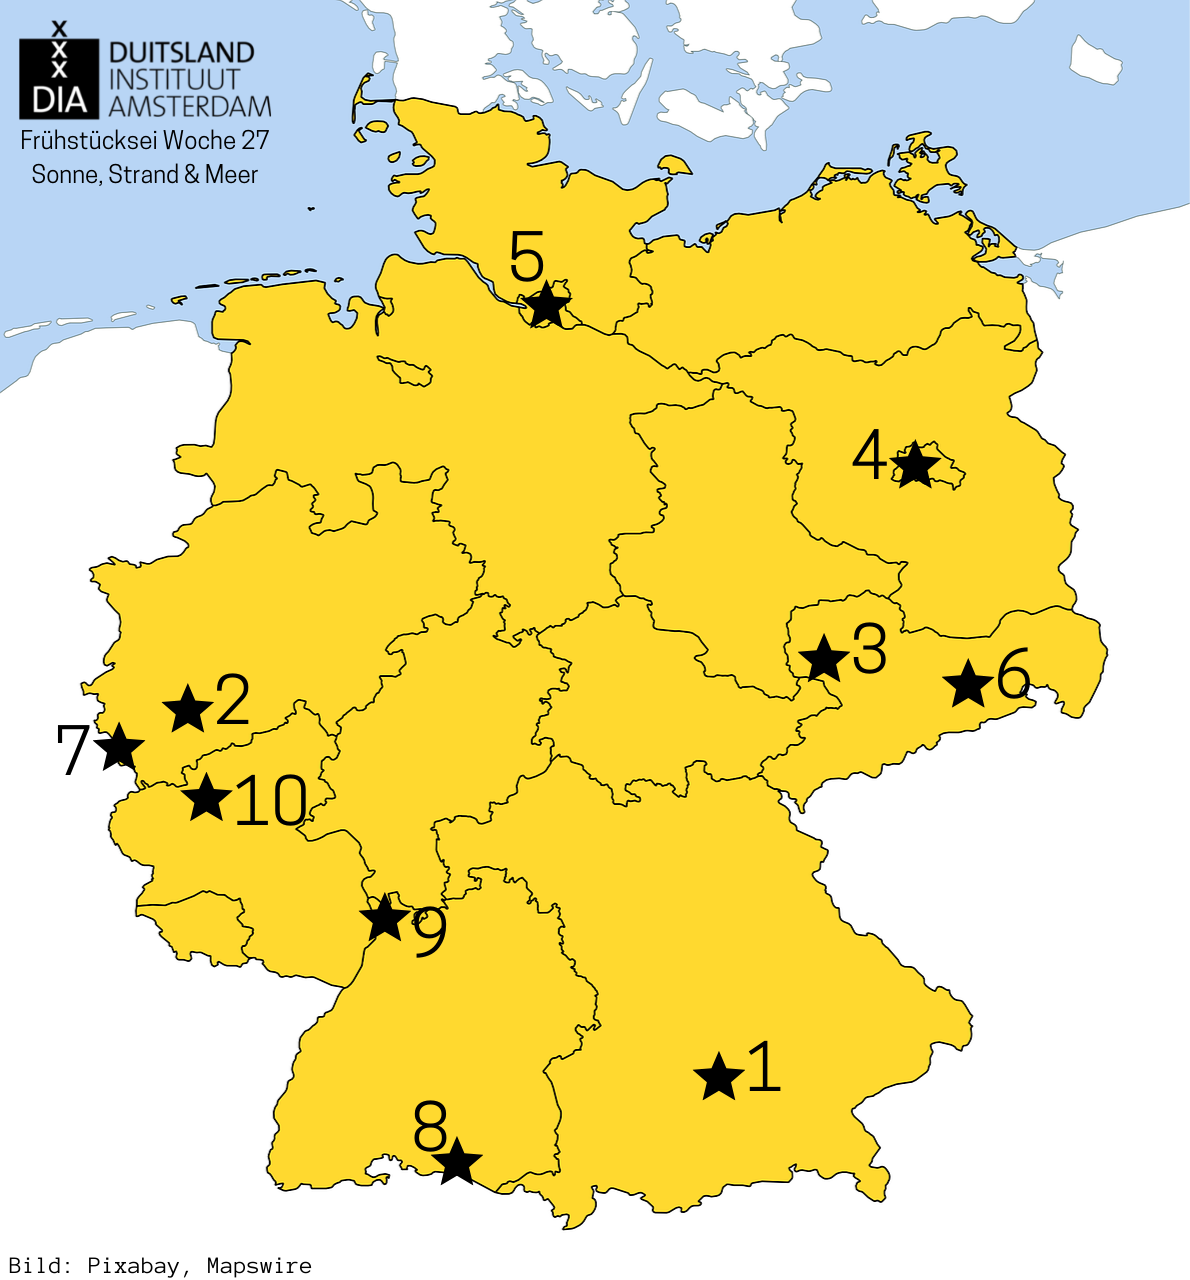 X
X
X
DIA
DUITSLAND
INSTITUUT
AMSTERDAM
Frühstücksei Woche 27
Sonne, Strand & Meer
5
4
3
6
2
7
10
9
1
8
Bild: Pixabay, Mapswire